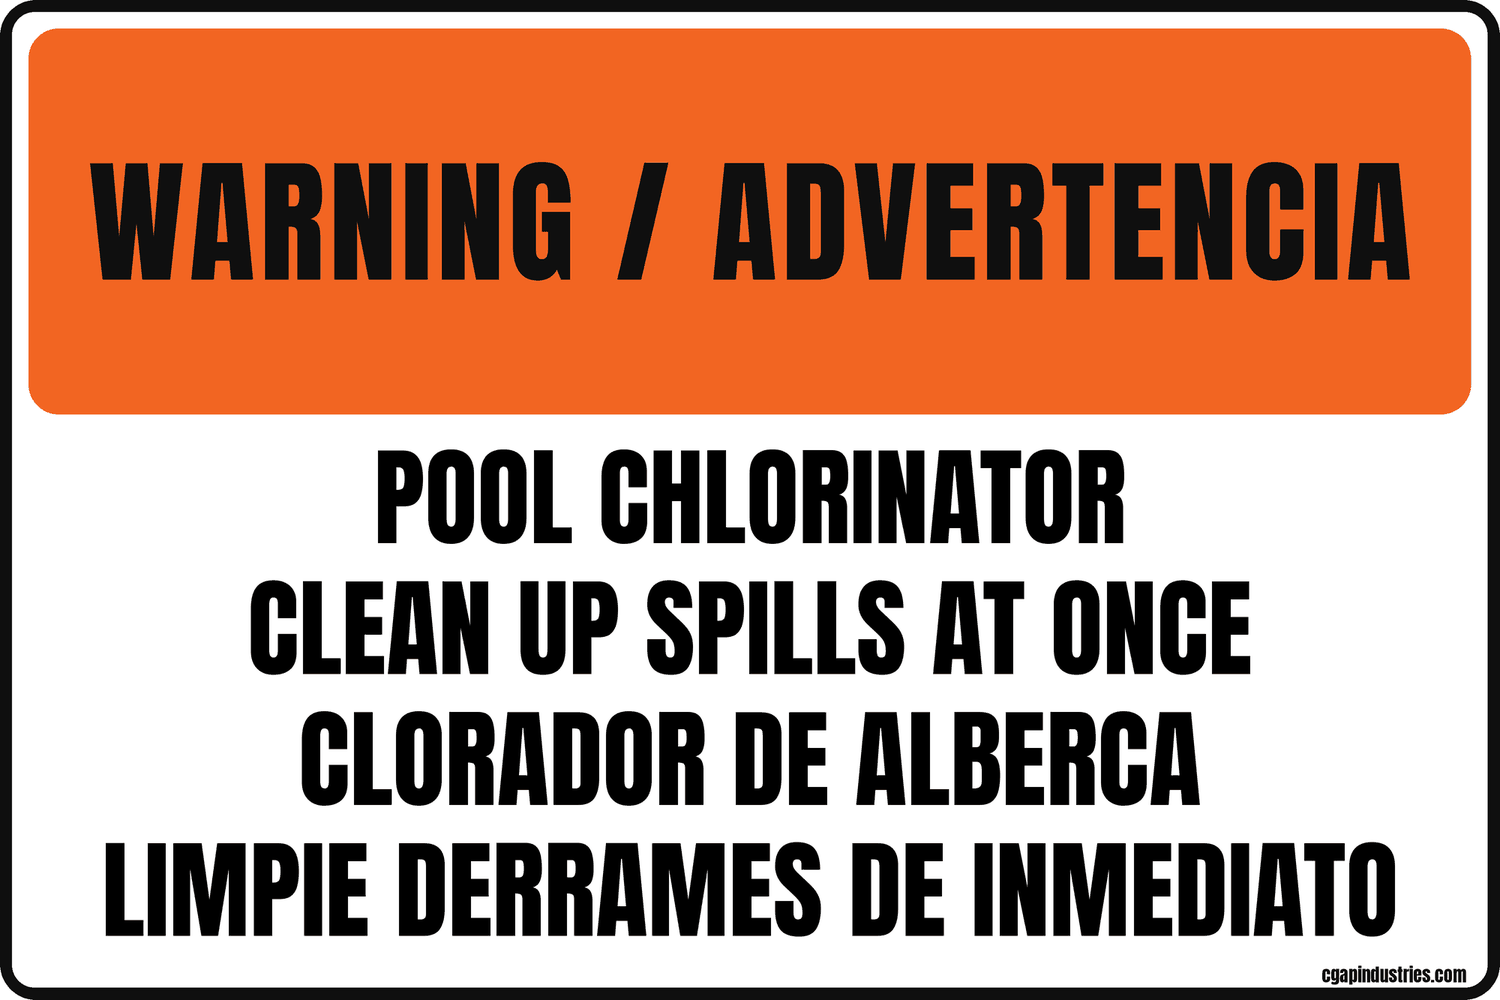 WARNING / ADVERTENCIA
POOL CHLORINATOR
CLEAN UP SPILLS AT ONCE
CLORADOR DE ALBERCA
LIMPIE DERRAMES DE INMEDIATO
cgapindustries.com